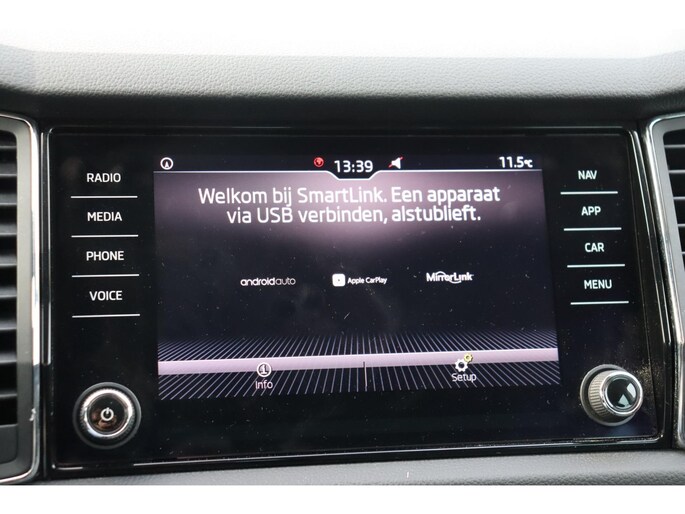 13:39
11.5°C
RADIO
MEDIA
PHONE
VOICE
Welkom bij SmartLink. Een apparaat
via USB verbinden, alstublieft.
androidauto
Apple CarPlay
MirrorLink
NAV
APP
CAR
MENU
Info
Setup